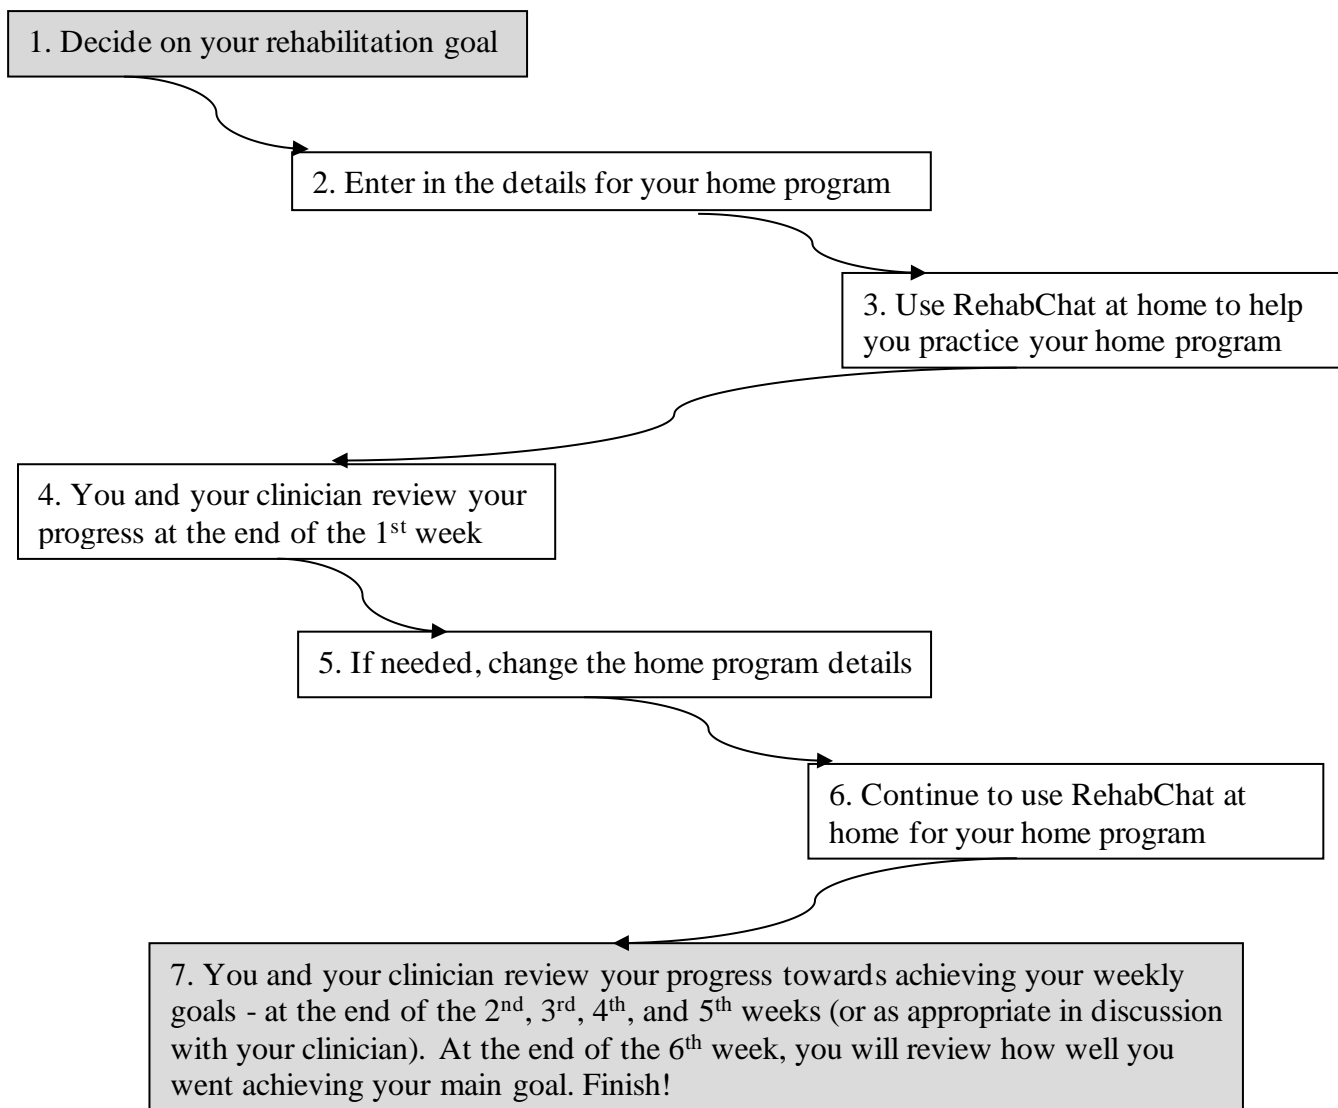 1. Decide on your rehabilitation goal
2. Enter in the details for your home program
3. Use RehabChat at home to help
you practice your home program
4. You and your clinician review your
progress at the end of the 1st week
5. If needed, change the home program details
6. Continue to use RehabChat at
home for your home program
7. You and your clinician review your progress towards achieving your weekly
goals - at the end of the 2nd, 3rd, 4th, and 5th weeks (or as appropriate in discussion
with your clinician). At the end of the 6th week, you will review how well you
went achieving your main goal. Finish!